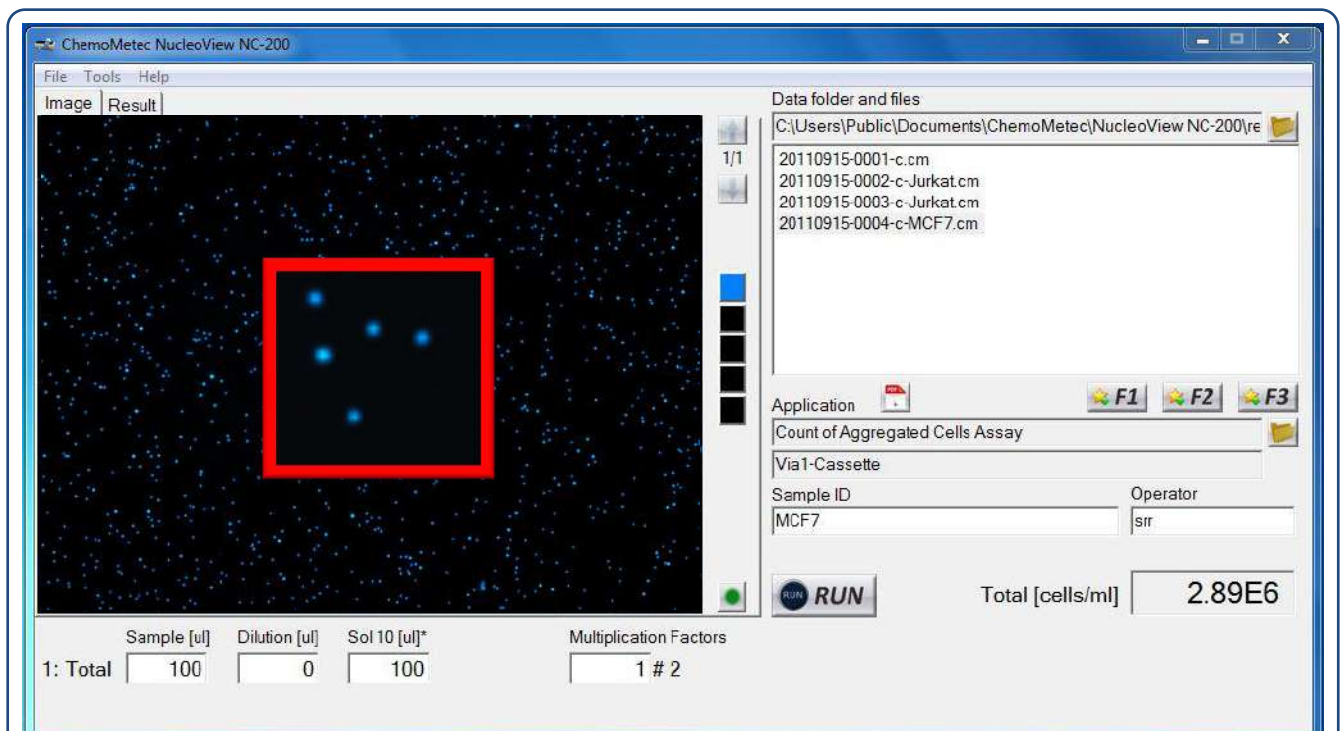 ChemoMetec NucleoView NC-200
File Tools Help
Image Result
1/1
Data folder and files
C:\Users\Public\Documents\ChemoMetec\NucleoView NC-200\re
20110915-0001-c.cm
20110915-0002-c-Jurkat.cm
20110915-0003-c-Jurkat.cm
20110915-0004-c-MCF7.cm
Application PDF F1 F2 F3
Count of Aggregated Cells Assay
Via1-Cassette
Sample ID Operator
MCF7 srr
RUN RUN Total [cells/ml] 2.89E6
Sample [ul] Dilution [ul] Sol 10 [ul]* Multiplication Factors
1: Total 100 0 100 1 # 2